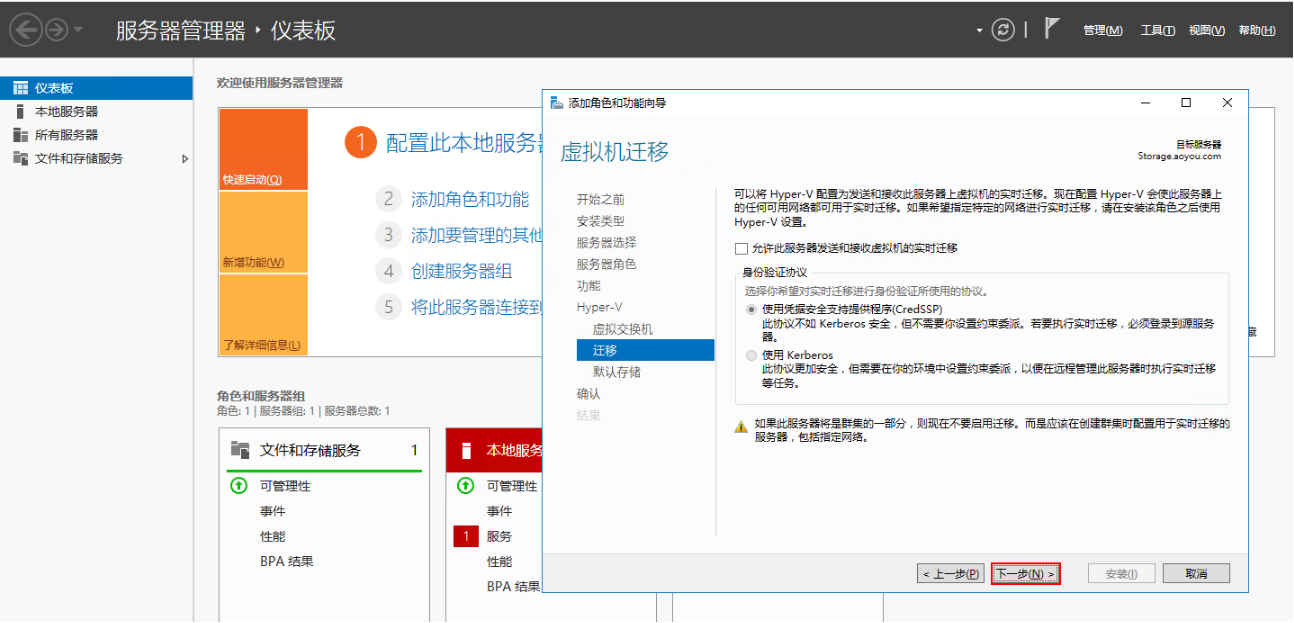 服务器管理器 ‣ 仪表板
管理(M) 工具(T) 视图(V) 帮助(H)
仪表板
本地服务器
所有服务器
文件和存储服务
欢迎使用服务器管理器
快速启动(Q)
新增功能(W)
了解详细信息(L)
1 配置此本地服务
2 添加角色和功能
3 添加要管理的其他
4 创建服务器组
5 将此服务器连接到
角色和服务器组
角色: 1 | 服务器组: 1 | 服务器总数: 1
文件和存储服务 1
可管理性
事件
性能
BPA 结果
本地服务
可管理性
事件
1 服务
性能
BPA 结果
添加角色和功能向导
虚拟机迁移
目标服务器
Storage.aoyou.com
开始之前
安装类型
服务器选择
服务器角色
功能
Hyper-V
虚拟交换机
迁移
默认存储
确认
结果
可以将 Hyper-V 配置为发送和接收此服务器上虚拟机的实时迁移。现在配置 Hyper-V 会使此服务器上
的任何可用网络都可用于实时迁移。如果希望指定特定的网络进行实时迁移，请在安装该角色之后使用
Hyper-V 设置。
允许此服务器发送和接收虚拟机的实时迁移
身份验证协议
选择你希望对实时迁移进行身份验证所使用的协议。
使用凭据安全支持提供程序(CredSSP)
此协议不如 Kerberos 安全，但不需要你设置约束委派。若要执行实时迁移，必须登录到源服务
器。
使用 Kerberos
此协议更加安全，但需要在你的环境中设置约束委派，以便在远程管理此服务器时执行实时迁移
等任务。
如果此服务器将是群集的一部分，则现在不要启用迁移。而是应该在创建群集时配置用于实时迁移的
服务器，包括指定网络。
< 上一步(P) 下一步(N) > 安装(I) 取消